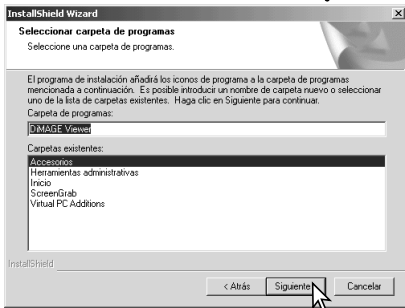 InstallShield Wizard
Seleccionar carpeta de programas
Seleccione una carpeta de programas.
El programa de instalación añadirá los iconos de programa a la carpeta de programas
mencionada a continuación. Es posible introducir un nombre de carpeta nuevo o seleccionar
uno de la lista de carpetas existentes. Haga clic en Siguiente para continuar.
Carpeta de programas:
DiMAGE Viewer
Carpetas existentes:
Accesorios
Herramientas administrativas
Inicio
ScreenGrab
Virtual PC Additions
InstallShield
< Atrás Siguiente Cancelar